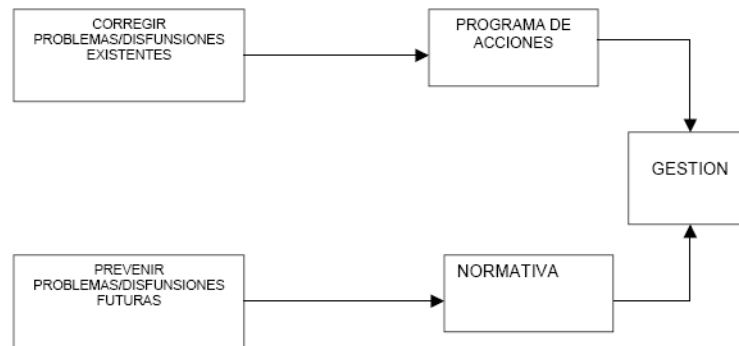 CORREGIR
PROBLEMAS/DISFUNSIONES
EXISTENTES
PROGRAMA DE
ACCIONES
GESTION
PREVENIR
PROBLEMAS/DISFUNSIONES
FUTURAS
NORMATIVA